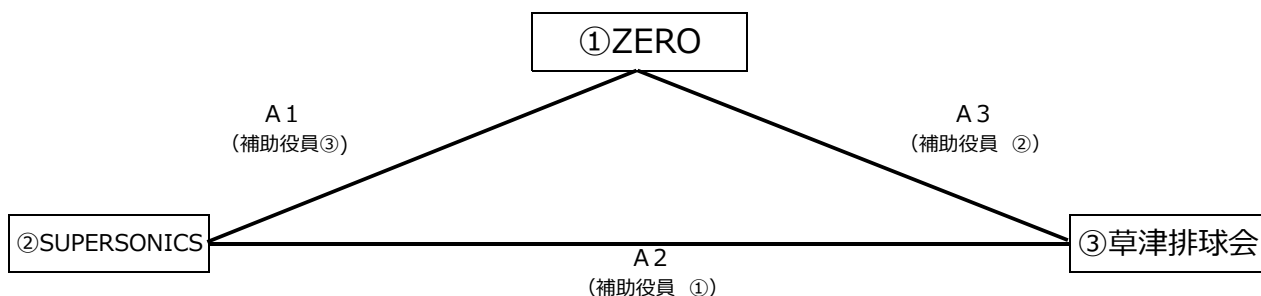 ①ZERO
A1
（補助役員③)
A3
（補助役員 ②）
②SUPERSONICS
③草津排球会
A2
（補助役員 ①）